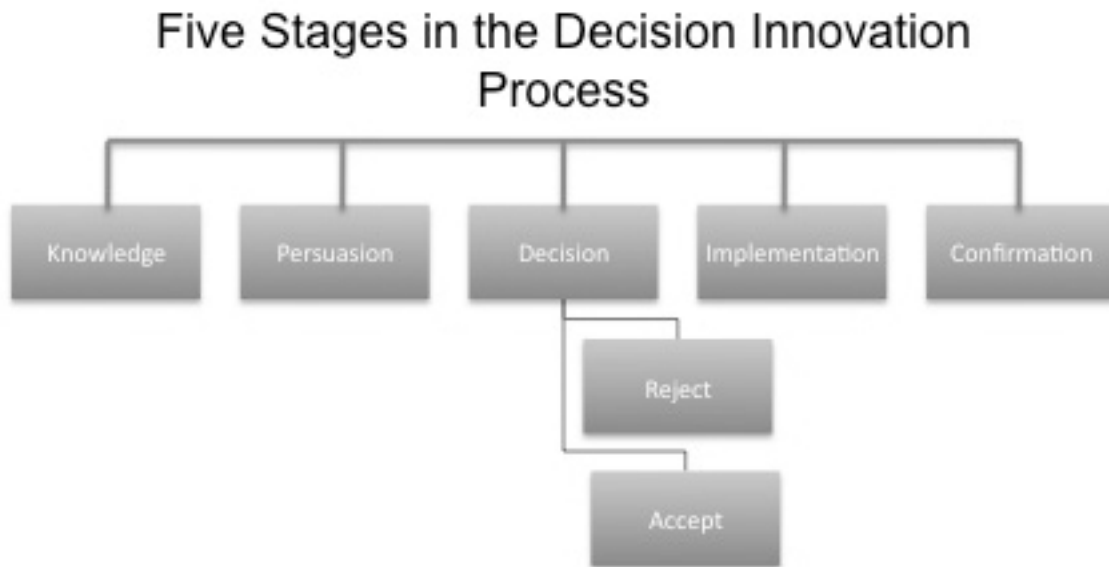 Five Stages in the Decision Innovation
Process
Knowledge
Persuasion
Decision
Implementation
Confirmation
Reject
Accept